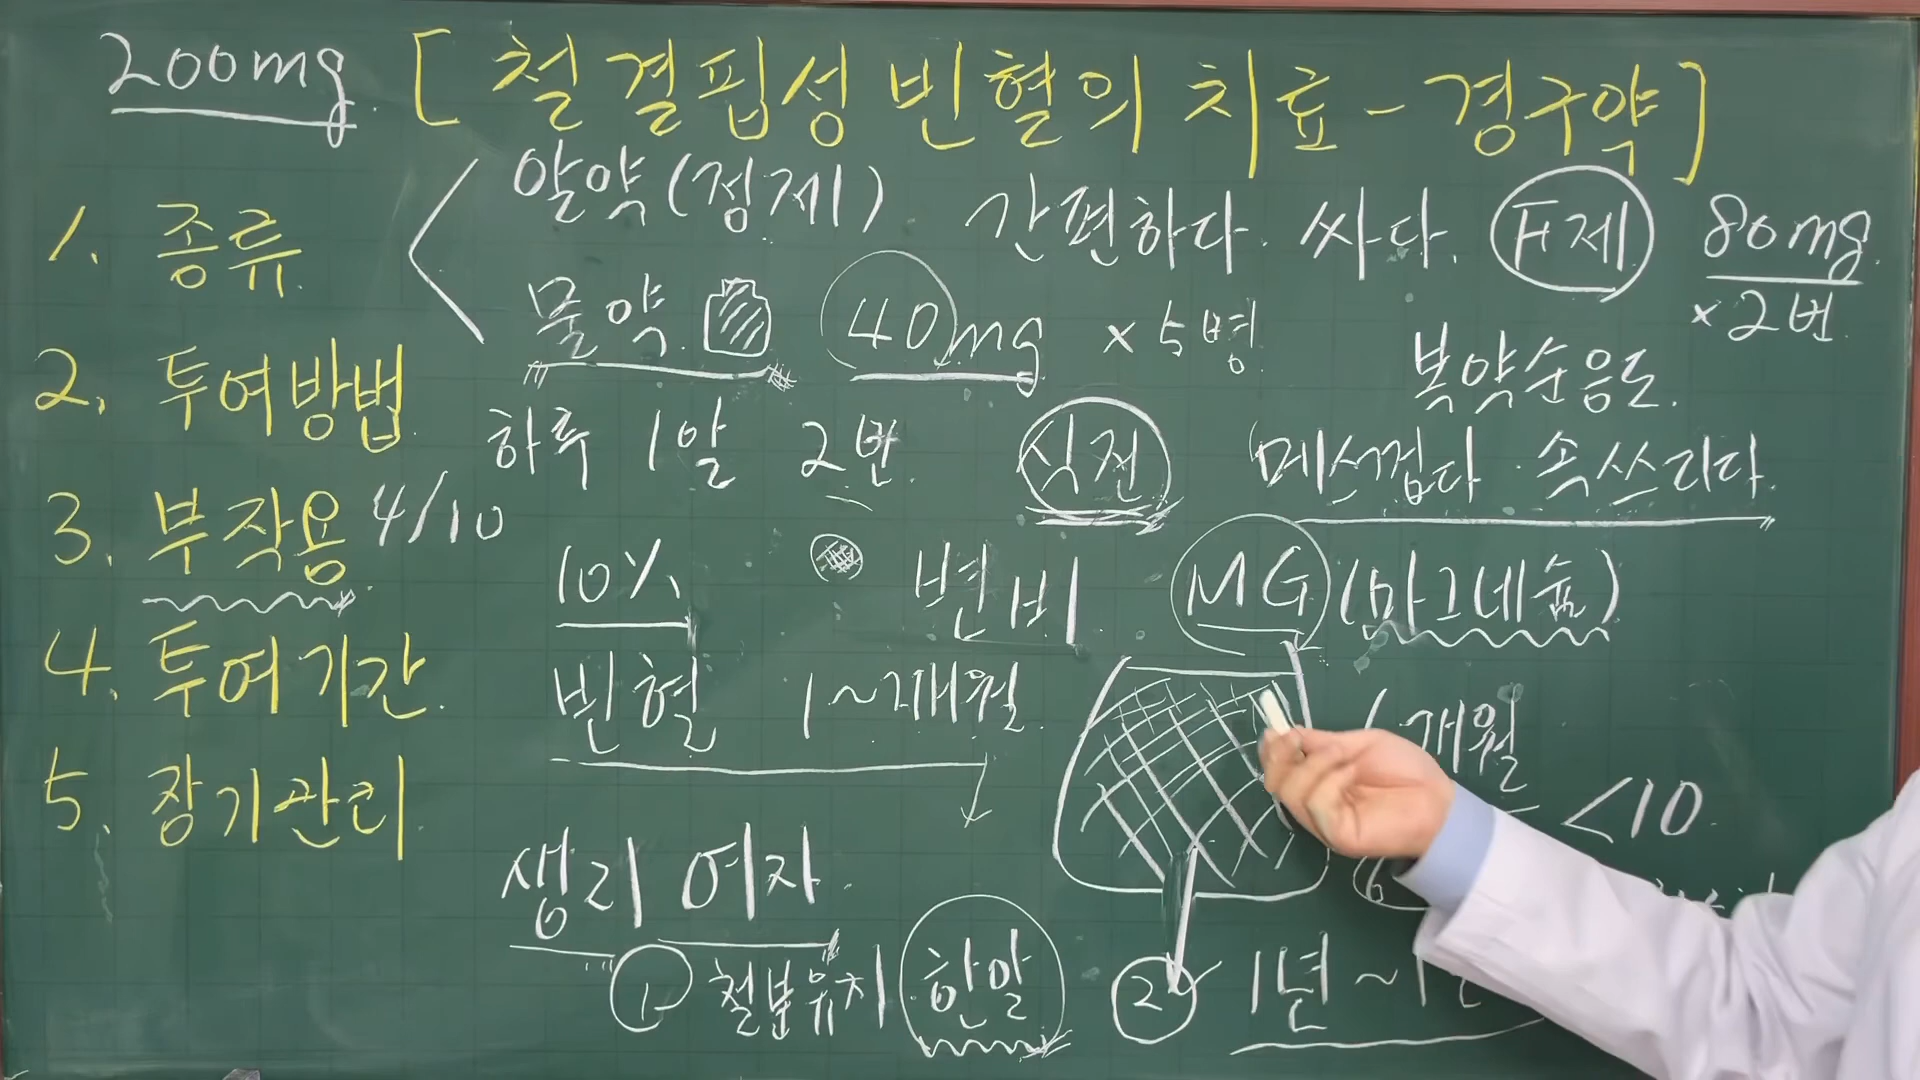 200mg [철결핍성 빈혈의 치료 - 경구약]
1. 종류
알약(정제) 간편하다. 싸다. F제 80mg ×2번
물약 40mg ×5병
복약순응도.
2. 투여방법
하루 1알 2번 식전 메스껍다 속쓰리다.
3. 부작용 4/10
10% 변비 MG(마그네슘)
4. 투여기간.
빈혈 1~2개월 개월
<10
5. 장기관리
생리 여자
① 철분유치 한알 ② 1년~1